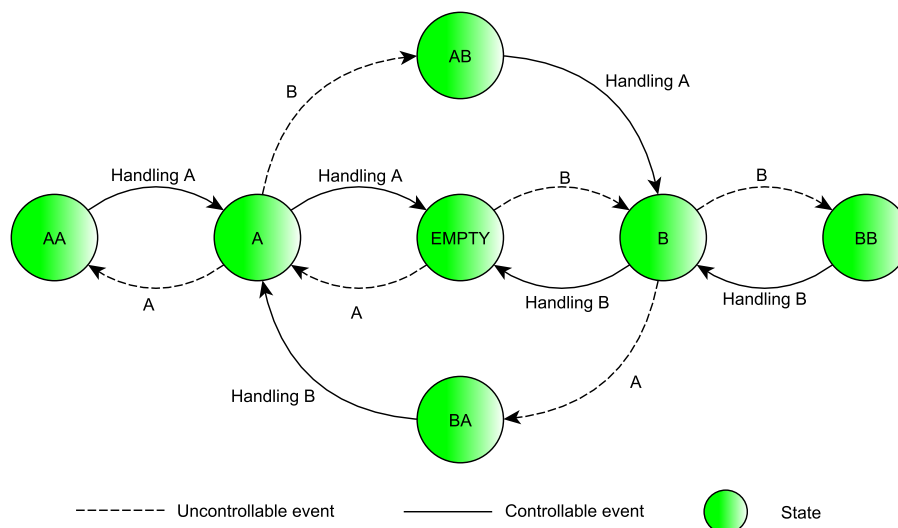 AB
B
Handling A
Handling A
Handling A
B
B
AA
A
EMPTY
B
BB
A
A
Handling B
Handling B
A
Handling B
BA
Uncontrollable event
Controllable event
State